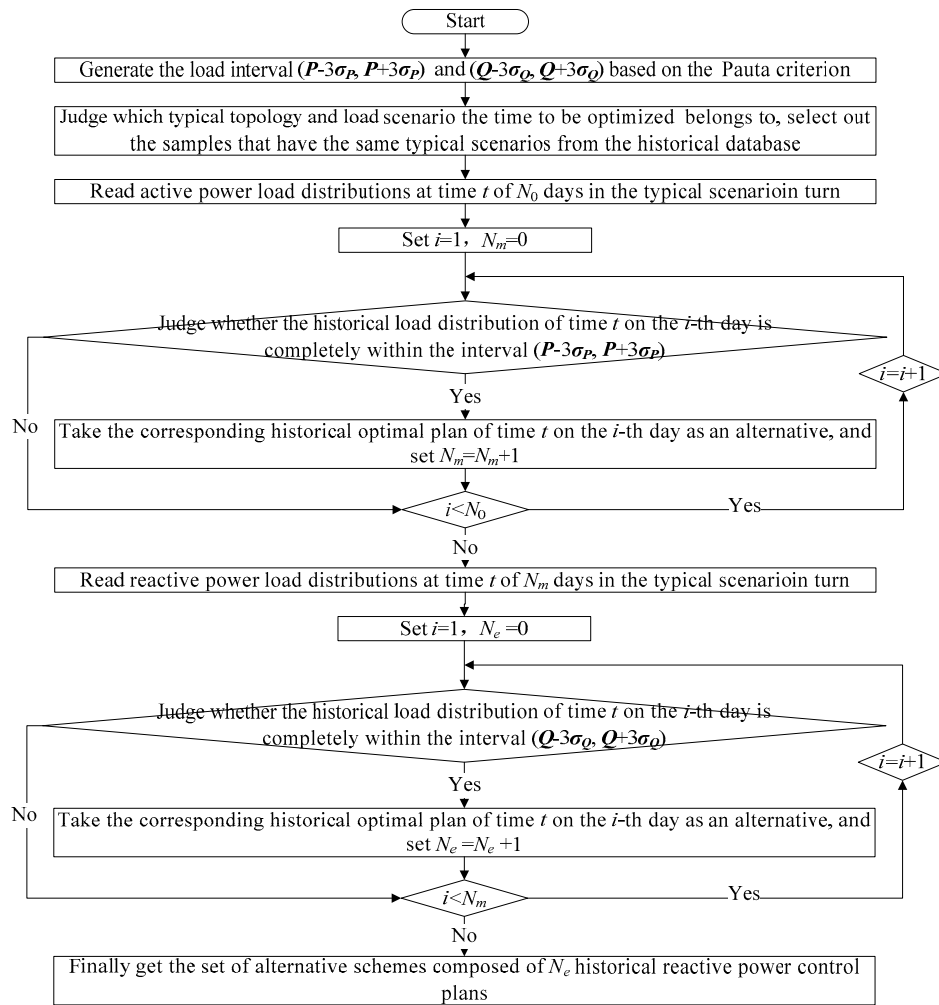 Start
Generate the load interval (P-3σP, P+3σP) and (Q-3σQ, Q+3σQ) based on the Pauta criterion
Judge which typical topology and load scenario the time to be optimized belongs to, select out
the samples that have the same typical scenarios from the historical database
Read active power load distributions at time t of N0 days in the typical scenarioin turn
Set i=1, Nm=0
Judge whether the historical load distribution of time t on the i-th day is
completely within the interval (P-3σP, P+3σP)
i=i+1
Yes
No
Take the corresponding historical optimal plan of time t on the i-th day as an alternative, and
set Nm=Nm+1
i<N0
Yes
No
Read reactive power load distributions at time t of Nm days in the typical scenarioin turn
Set i=1, Ne =0
Judge whether the historical load distribution of time t on the i-th day is
completely within the interval (Q-3σQ, Q+3σQ)
i=i+1
Yes
No
Take the corresponding historical optimal plan of time t on the i-th day as an alternative, and
set Ne =Ne +1
i<Nm
Yes
No
Finally get the set of alternative schemes composed of Ne historical reactive power control
plans